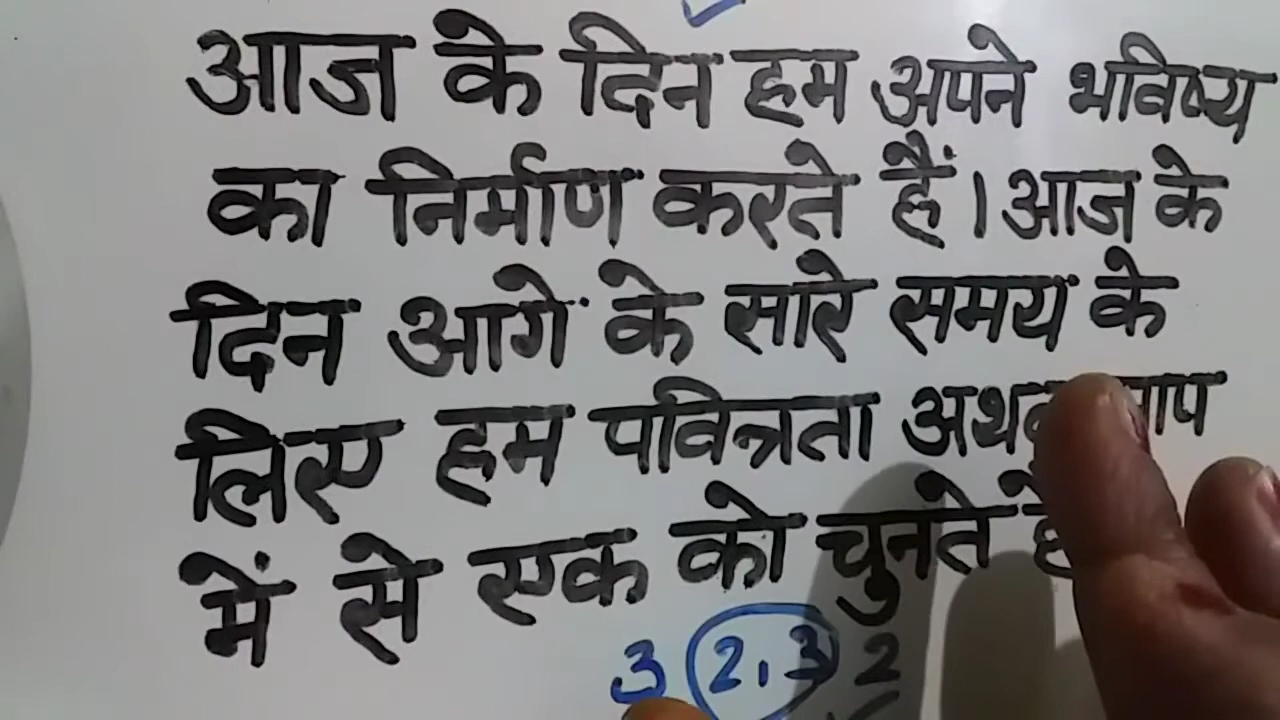 आज के दिन हम अपने भविष्य
का निर्माण करते हैं। आज के
दिन आगे के सारे समय के
लिए हम पवित्रता
में से एक को चुनते
3 2, 3 2